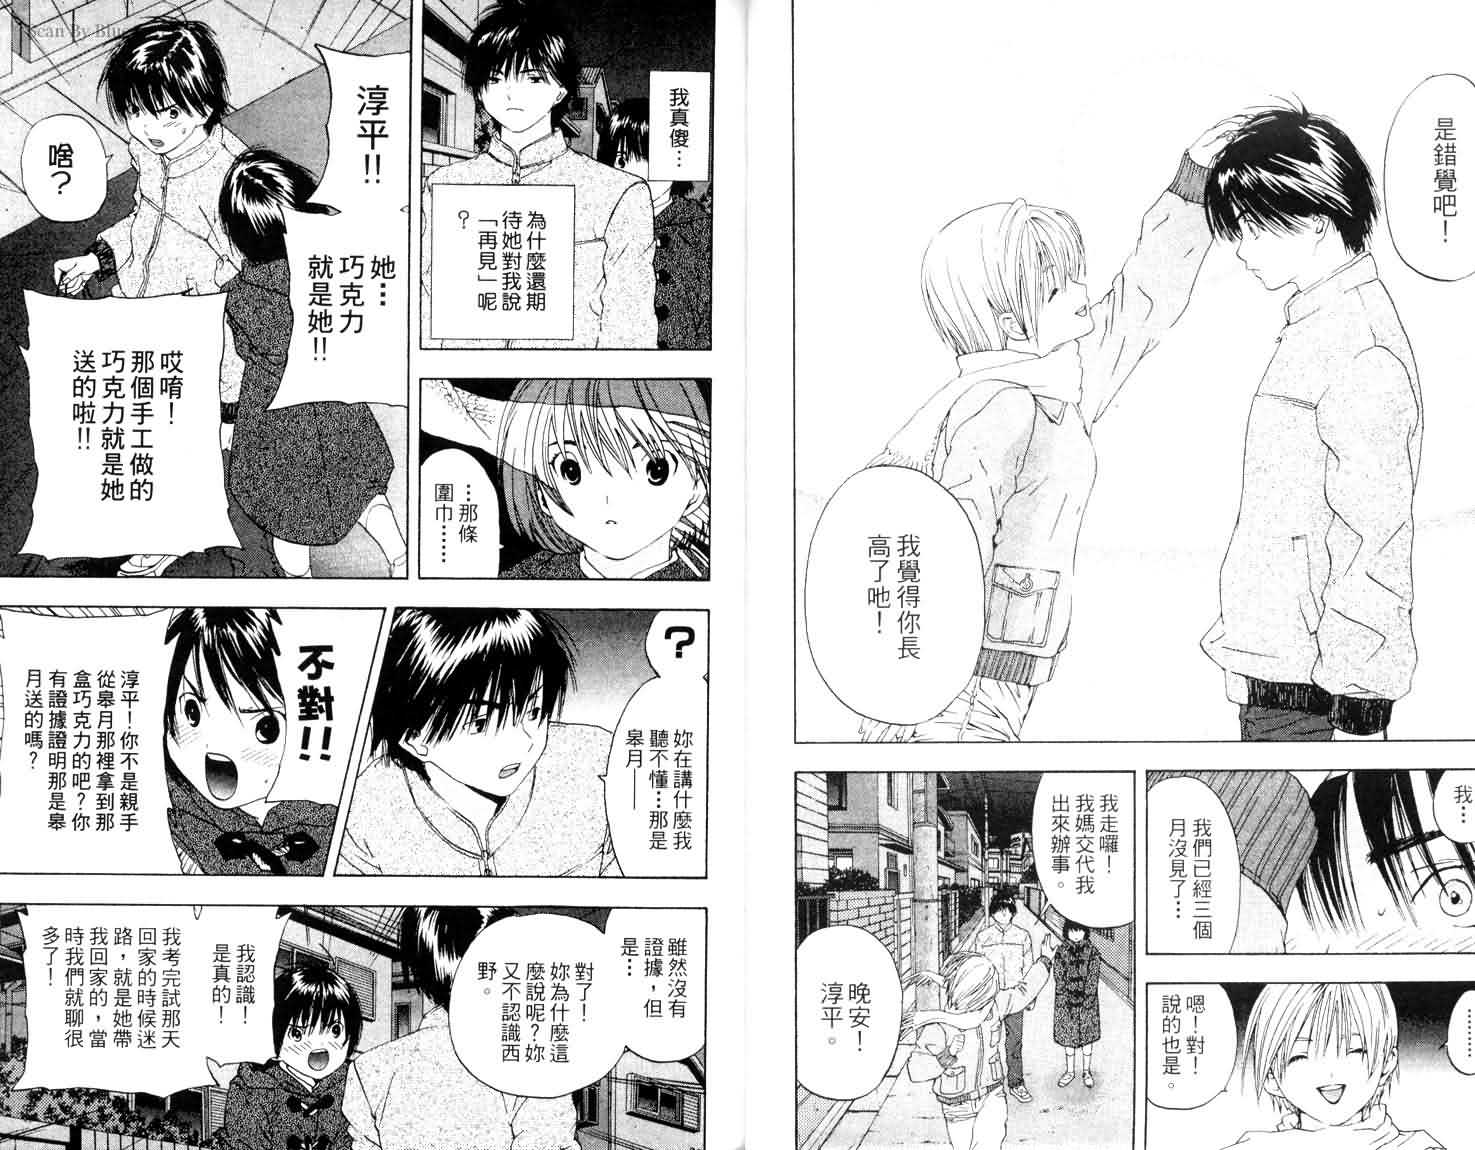 是錯覺吧！
我覺得你長
高了吔！
我…
我們已經三個
月沒見了…
…………
嗯！對！
說的也是。
我走囉！
我媽交代我
出來辦事。
晚安！
淳平。
我真傻…
為什麼還期
待她對我說
「再見」呢
？
…那條
圍巾……
淳平!!
她…
巧克力
就是她!!
啥？
哎唷！
那個手工做的
巧克力就是她
送的啦!!
？
妳在講什麼我
聽不懂…那是
皋月──
不對!!
淳平！你不是親手
從皋月那裡拿到那
盒巧克力的吧？你
有證據證明那是皋
月送的嗎？
雖然沒有
證據，但
是…
對了！
妳為什麼這
麼說呢？妳
又不認識西
野。
我認識！
是真的！
我考完試那天
回家的時候迷
路，就是她帶
我回家的，當
時我們就聊很
多了！
Scan By Blue